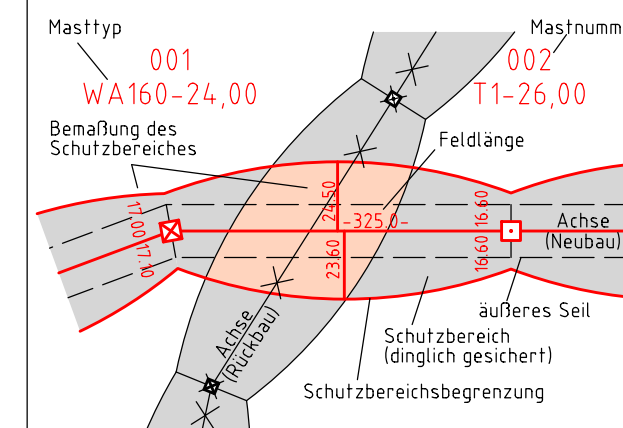 Masttyp
Mastnumm
001
002
WA160-24,00
T1-26,00
Bemaßung des
Schutzbereiches
Feldlänge
17.00
17.10
24.50
23.60
-325.0-
16.60
16.60
Achse
(Neubau)
äußeres Seil
Achse
(Rückbau)
Schutzbereich
(dinglich gesichert)
Schutzbereichsbegrenzung